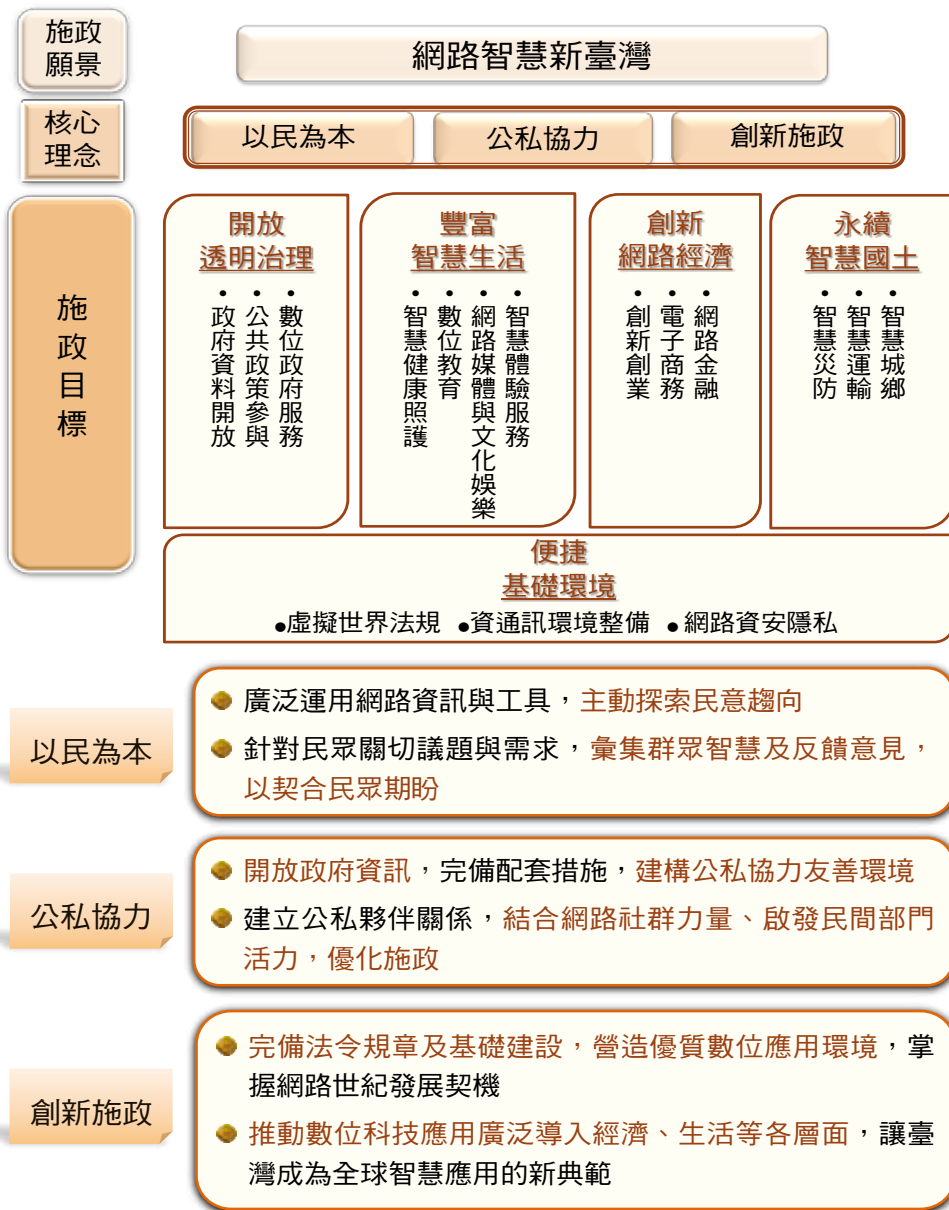 施政
願景
網路智慧新臺灣
核心
理念
以民為本
公私協力
創新施政
施政目標
開放
透明治理
• 政府資料開放
• 公共政策參與
• 數位政府服務
豐富
智慧生活
• 智慧健康照護
• 數位教育
• 網路媒體與文化娛樂
• 智慧體驗服務
創新
網路經濟
• 創新創業
• 電子商務
• 網路金融
永續
智慧國土
• 智慧災防
• 智慧運輸
• 智慧城鄉
便捷
基礎環境
●虛擬世界法規 ●資通訊環境整備 ●網路資安隱私
以民為本
廣泛運用網路資訊與工具，主動探索民意趨向
針對民眾關切議題與需求，彙集群眾智慧及反饋意見，
以契合民眾期盼
公私協力
開放政府資訊，完備配套措施，建構公私協力友善環境
建立公私夥伴關係，結合網路社群力量、啟發民間部門
活力，優化施政
創新施政
完備法令規章及基礎建設，營造優質數位應用環境，掌
握網路世紀發展契機
推動數位科技應用廣泛導入經濟、生活等各層面，讓臺
灣成為全球智慧應用的新典範